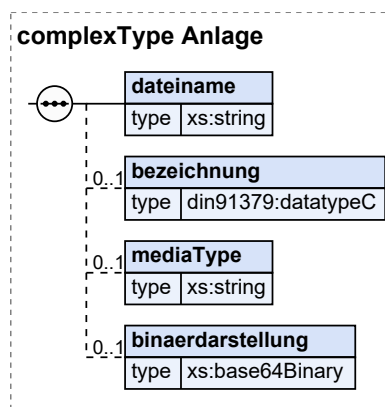 complexType Anlage
dateiname
type xs:string
0..1
bezeichnung
type din91379:datatypeC
0..1
mediaType
type xs:string
0..1
binaerdarstellung
type xs:base64Binary